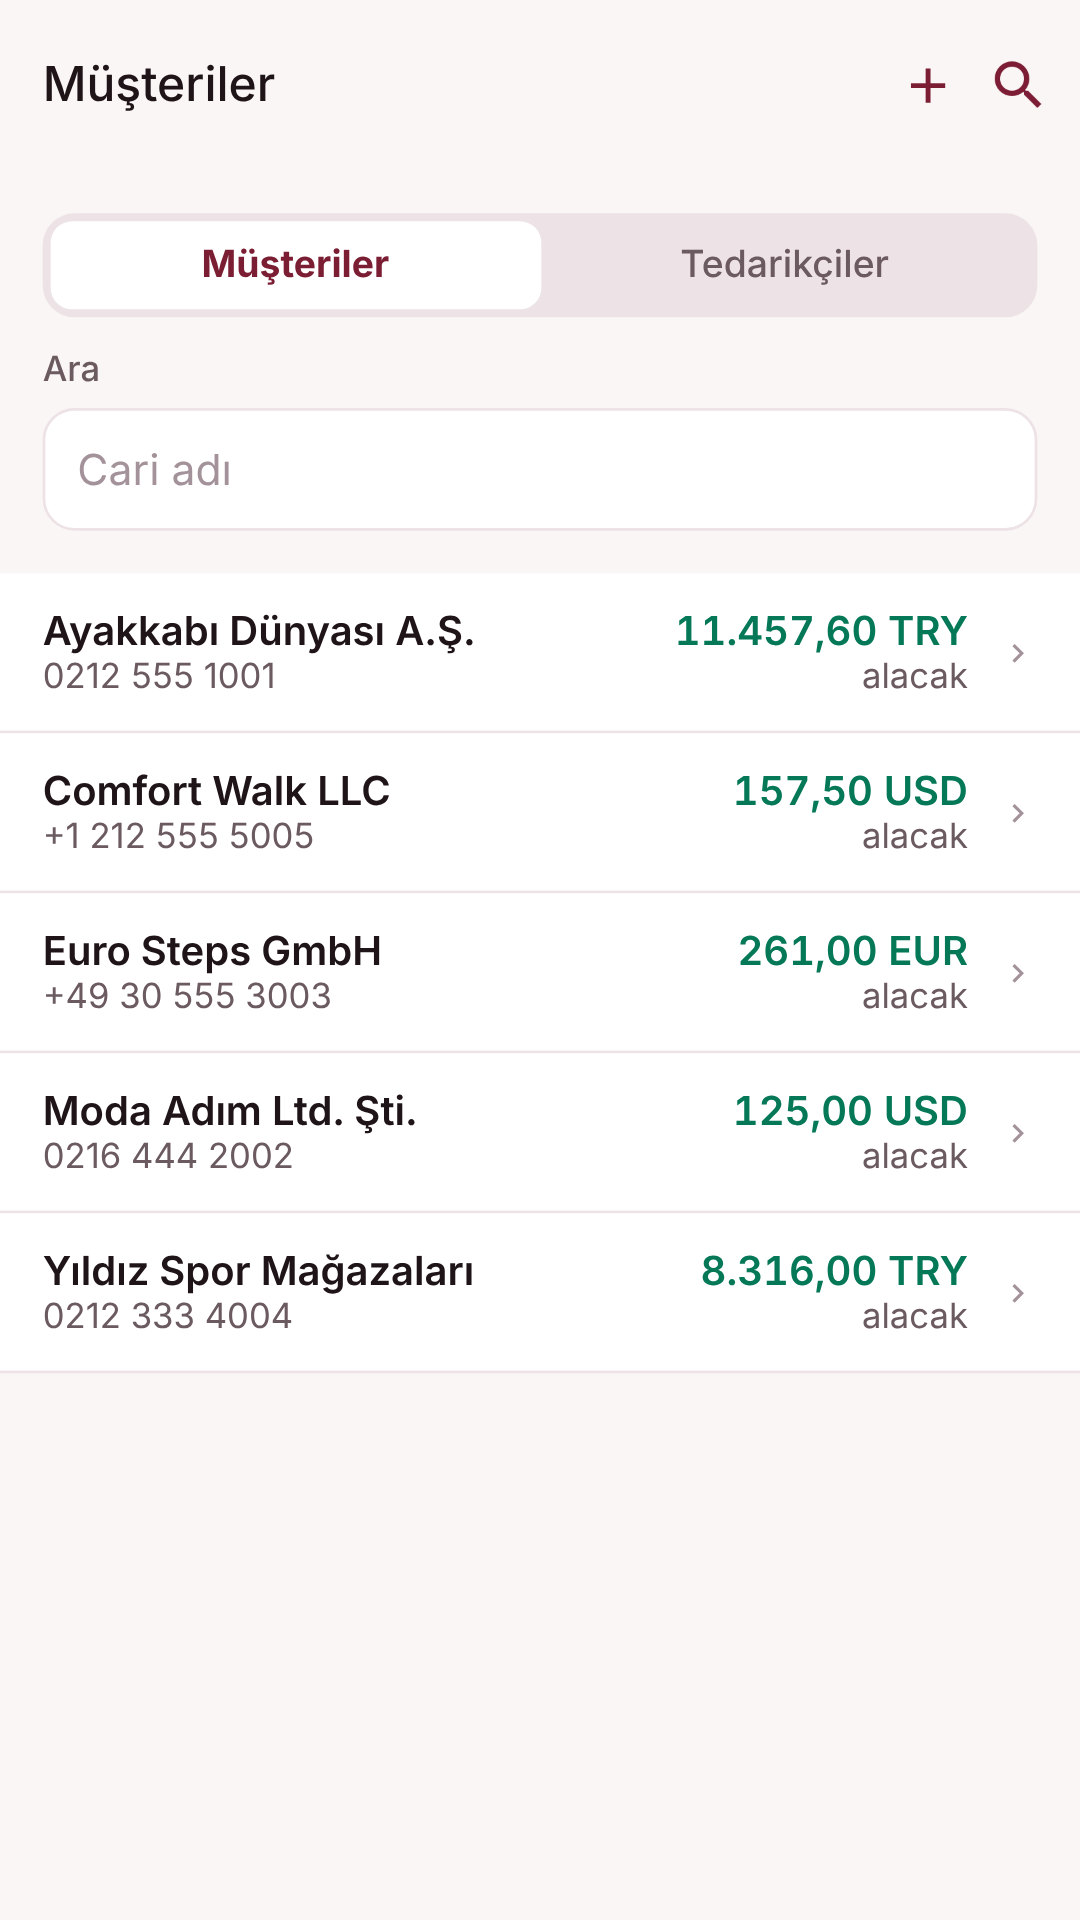 Müşteriler
Müşteriler
Tedarikçiler
Ara
Cari adı
Ayakkabı Dünyası A.Ş.
11.457,60 TRY
0212 555 1001
alacak
Comfort Walk LLC
157,50 USD
+1 212 555 5005
alacak
Euro Steps GmbH
261,00 EUR
+49 30 555 3003
alacak
Moda Adım Ltd. Şti.
125,00 USD
0216 444 2002
alacak
Yıldız Spor Mağazaları
8.316,00 TRY
0212 333 4004
alacak